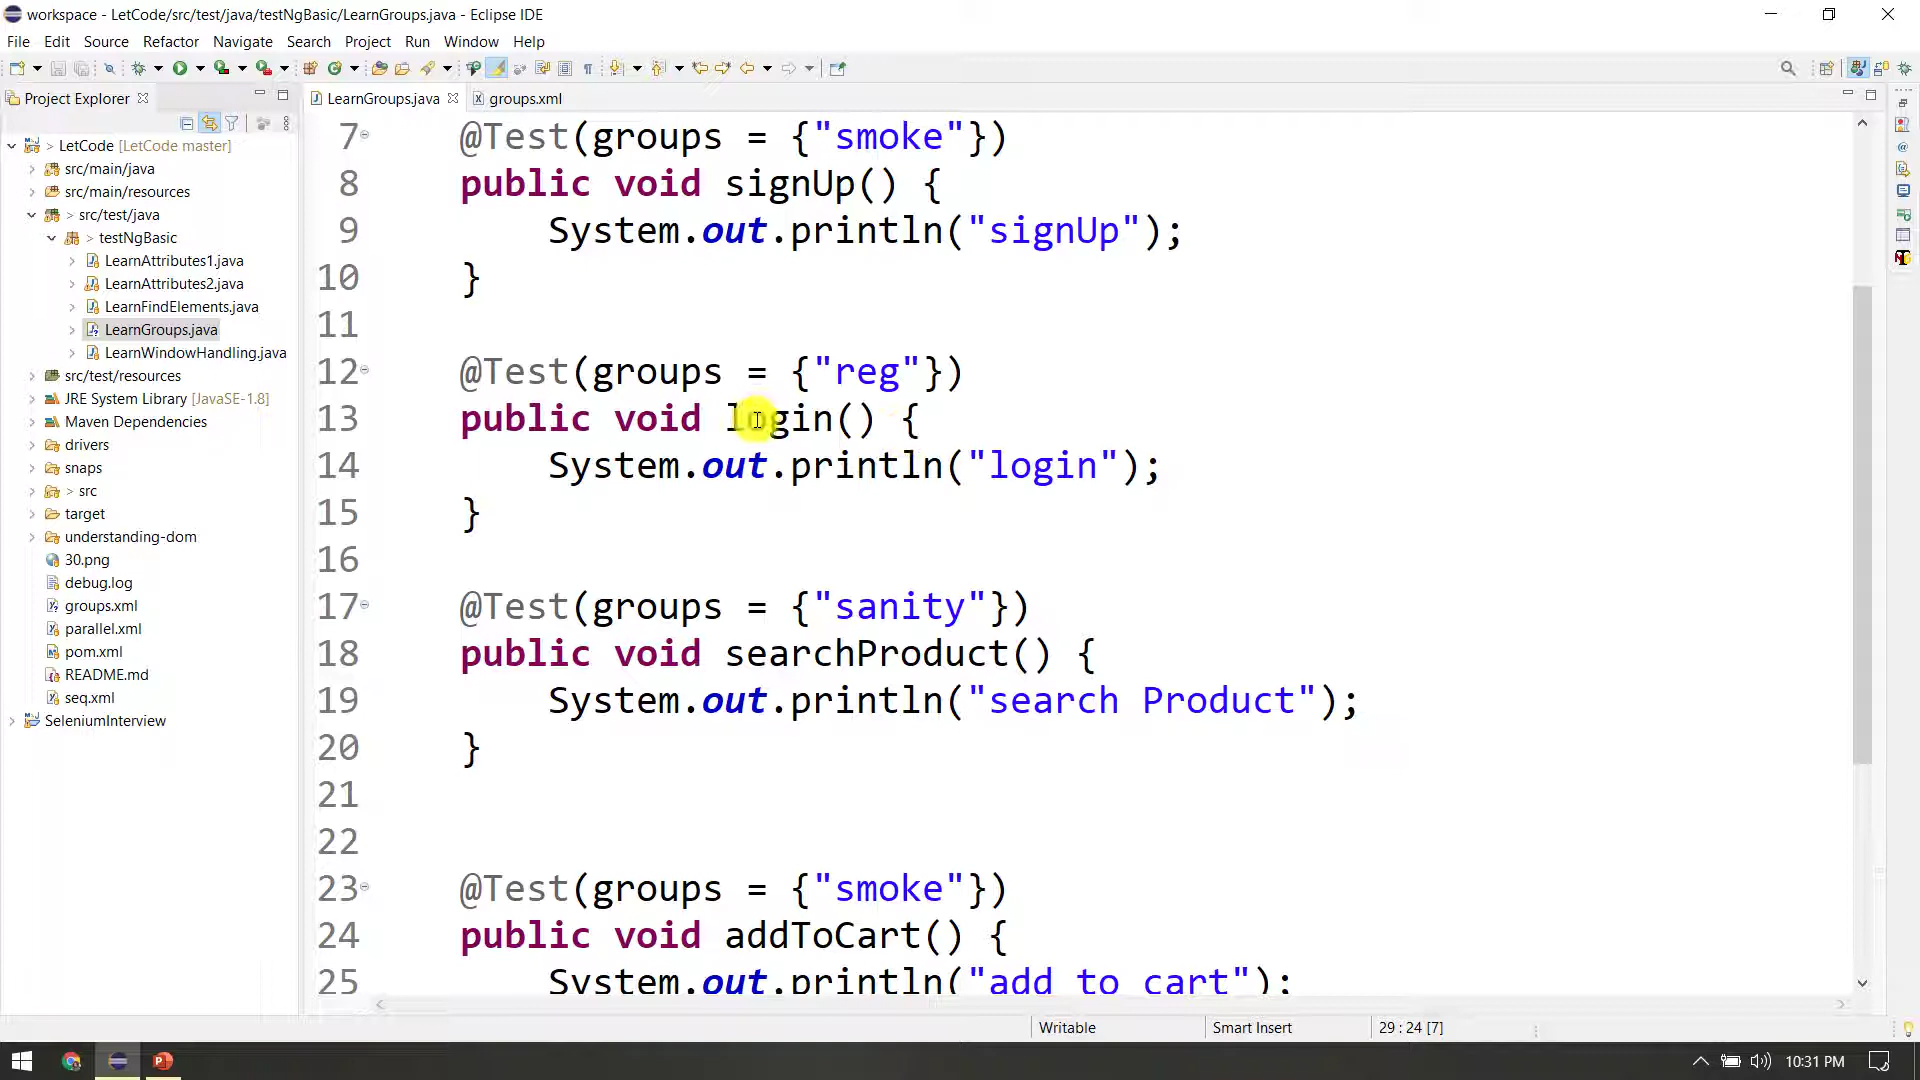 workspace - LetCode/src/test/java/testNgBasic/LearnGroups.java - Eclipse IDE
File Edit Source Refactor Navigate Search Project Run Window Help
Project Explorer
LearnGroups.java
groups.xml
> LetCode [LetCode master]
src/main/java
src/main/resources
> src/test/java
> testNgBasic
LearnAttributes1.java
LearnAttributes2.java
LearnFindElements.java
LearnGroups.java
LearnWindowHandling.java
src/test/resources
JRE System Library [JavaSE-1.8]
Maven Dependencies
drivers
snaps
> src
target
understanding-dom
30.png
debug.log
groups.xml
parallel.xml
pom.xml
README.md
seq.xml
SeleniumInterview
7 @Test(groups = {"smoke"})
8 public void signUp() {
9 System.out.println("signUp");
10 }
11
12 @Test(groups = {"reg"})
13 public void login() {
14 System.out.println("login");
15 }
16
17 @Test(groups = {"sanity"})
18 public void searchProduct() {
19 System.out.println("search Product");
20 }
21
22
23 @Test(groups = {"smoke"})
24 public void addToCart() {
25 System.out.println("add to cart");
Writable
Smart Insert
29 : 24 [7]
10:31 PM